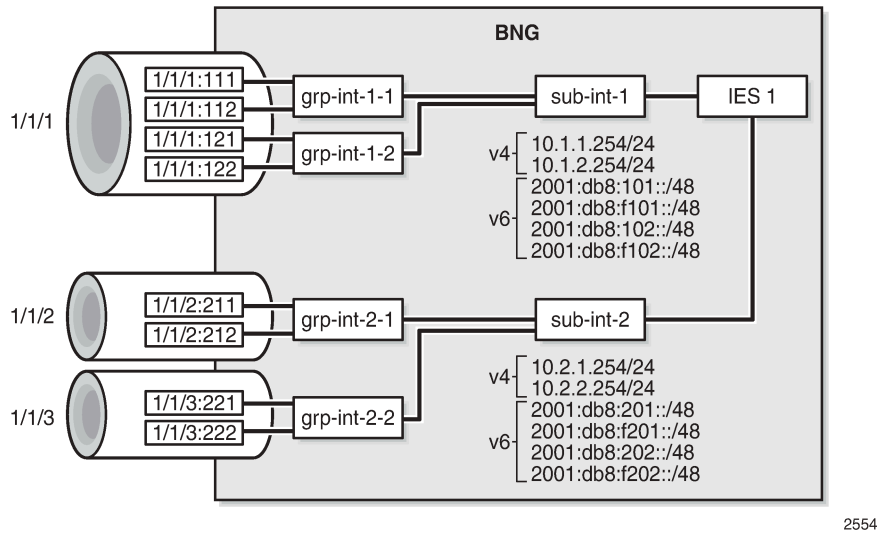 BNG
1/1/1
1/1/1:111
1/1/1:112
1/1/1:121
1/1/1:122
grp-int-1-1
grp-int-1-2
sub-int-1
IES 1
v4
10.1.1.254/24
10.1.2.254/24
v6
2001:db8:101::/48
2001:db8:f101::/48
2001:db8:102::/48
2001:db8:f102::/48
1/1/2
1/1/2:211
1/1/2:212
grp-int-2-1
sub-int-2
1/1/3
1/1/3:221
1/1/3:222
grp-int-2-2
v4
10.2.1.254/24
10.2.2.254/24
v6
2001:db8:201::/48
2001:db8:f201::/48
2001:db8:202::/48
2001:db8:f202::/48
2554